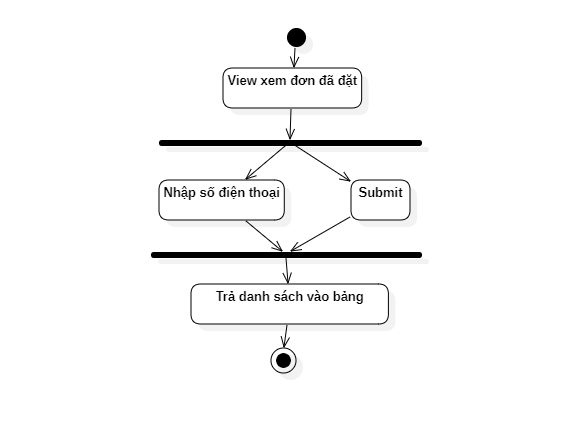 View xem đơn đã đặt
Nhập số điện thoại
Submit
Trả danh sách vào bảng